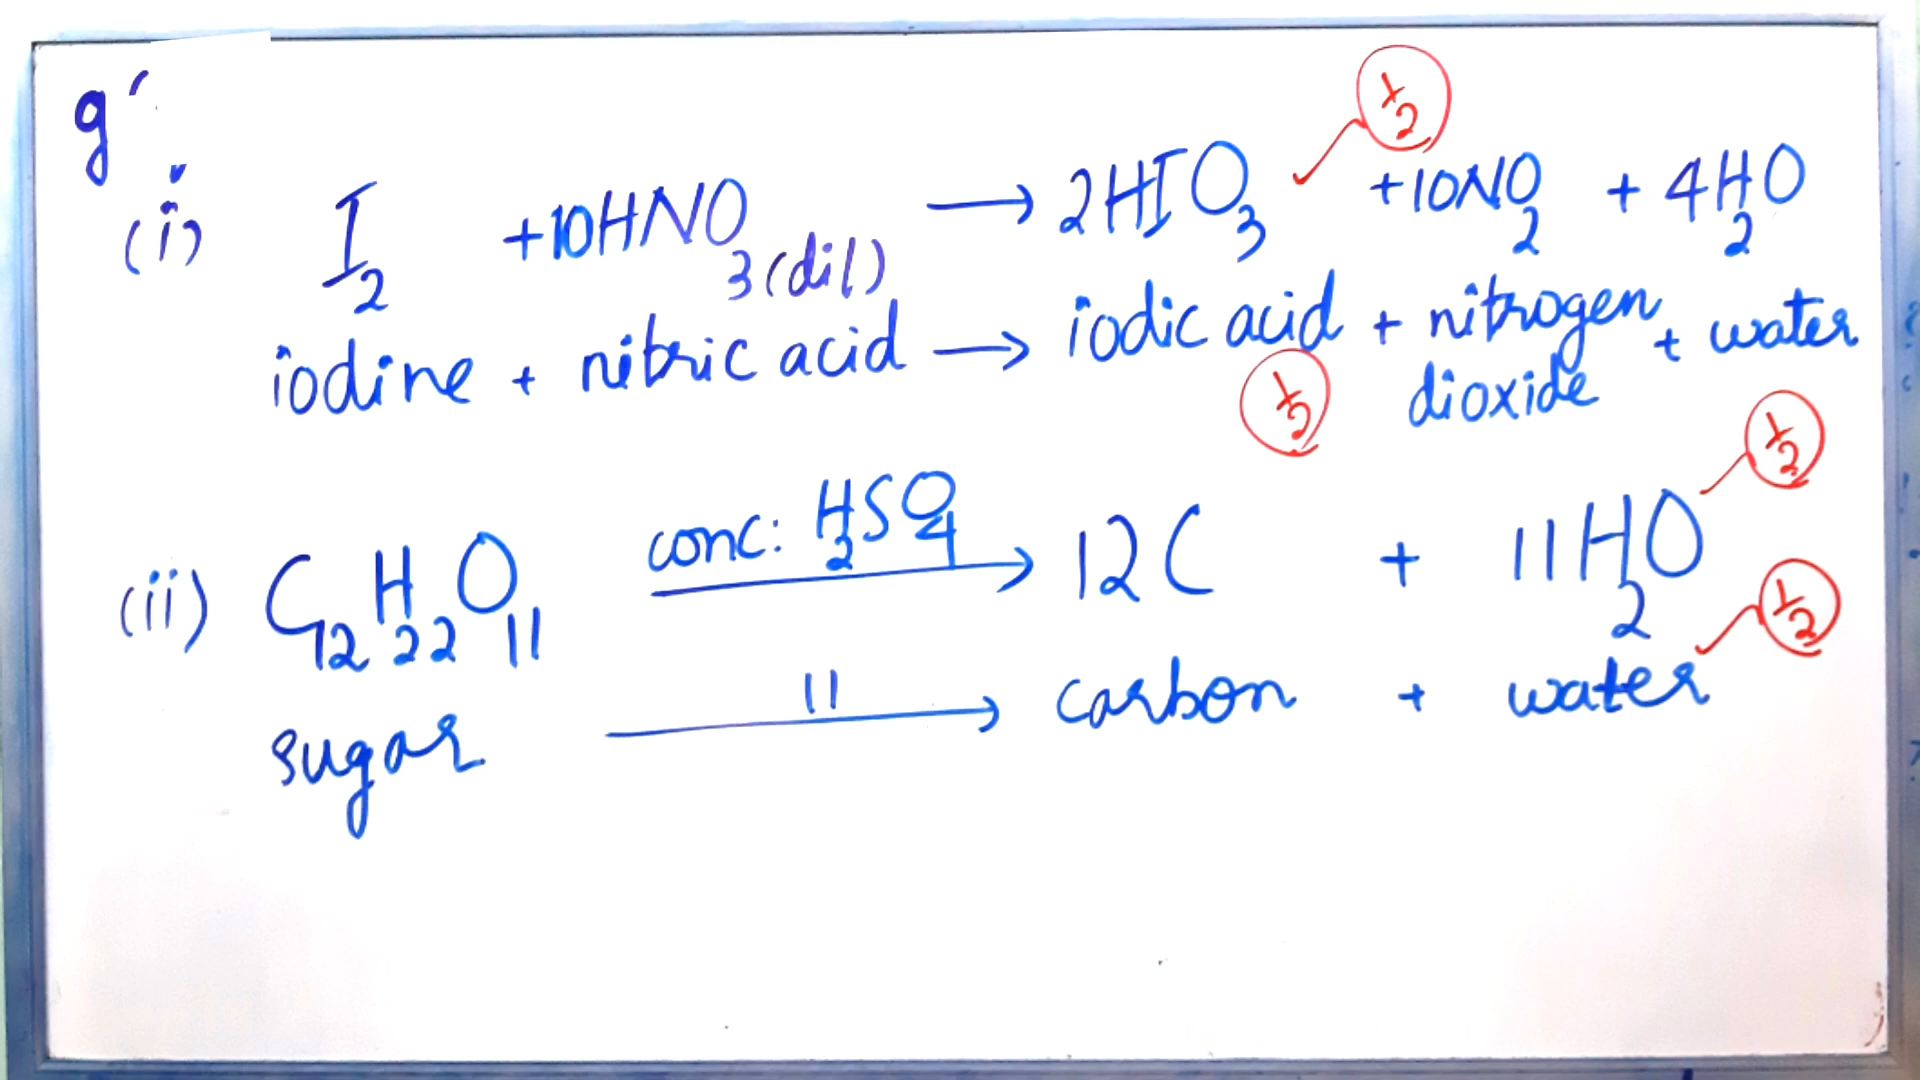 g'
(i) I2 +10HNO3(dil) → 2HIO3 ½ +10NO2 + 4H2O
iodine + nitric acid → iodic acid + nitrogen dioxide + water
½
(ii) C12H22O11 conc: H2SO4 → 12C + 11H2O ½
sugar 11 → carbon + water ½